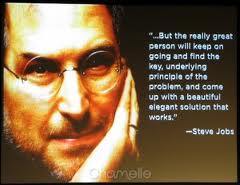 "...But the really great
person will keep on
going and find the
key, underlying
principle of the
problem, and come
up with a beautiful
elegant solution that
works."
—Steve Jobs
Chamelle